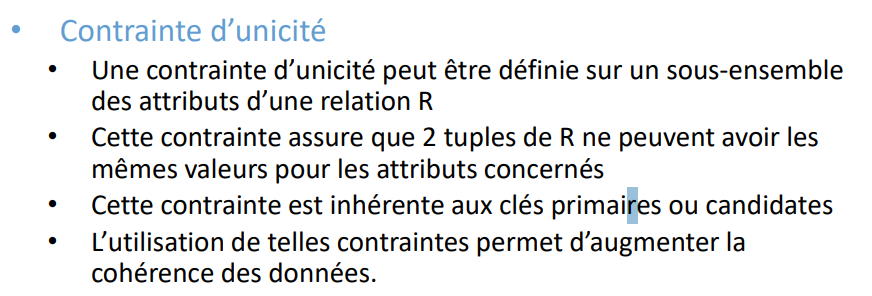 • Contrainte d’unicité
• Une contrainte d’unicité peut être définie sur un sous-ensemble
des attributs d’une relation R
• Cette contrainte assure que 2 tuples de R ne peuvent avoir les
mêmes valeurs pour les attributs concernés
• Cette contrainte est inhérente aux clés primaires ou candidates
• L’utilisation de telles contraintes permet d’augmenter la
cohérence des données.